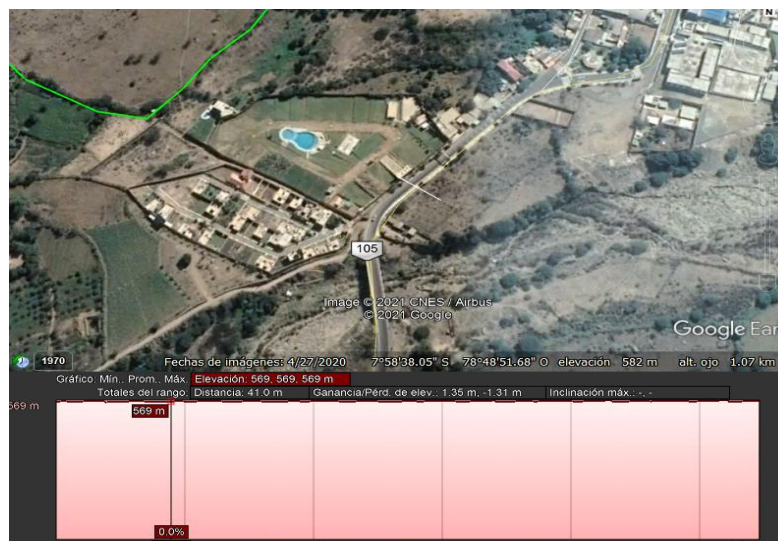 N
105
Image © 2021 CNES / Airbus
© 2021 Google
Google Ear
1970
Fechas de imágenes: 4/27/2020 7°58'38.05" S 78°48'51.68" O elevación 582 m alt. ojo 1.07 km
Gráfico: Mín., Prom., Máx. Elevación: 569, 569, 569 m
Totales del rango: Distancia: 41.0 m Ganancia/Pérd. de elev.: 1.35 m, -1.31 m Inclinación máx.: -, -
569 m
569 m
0.0%